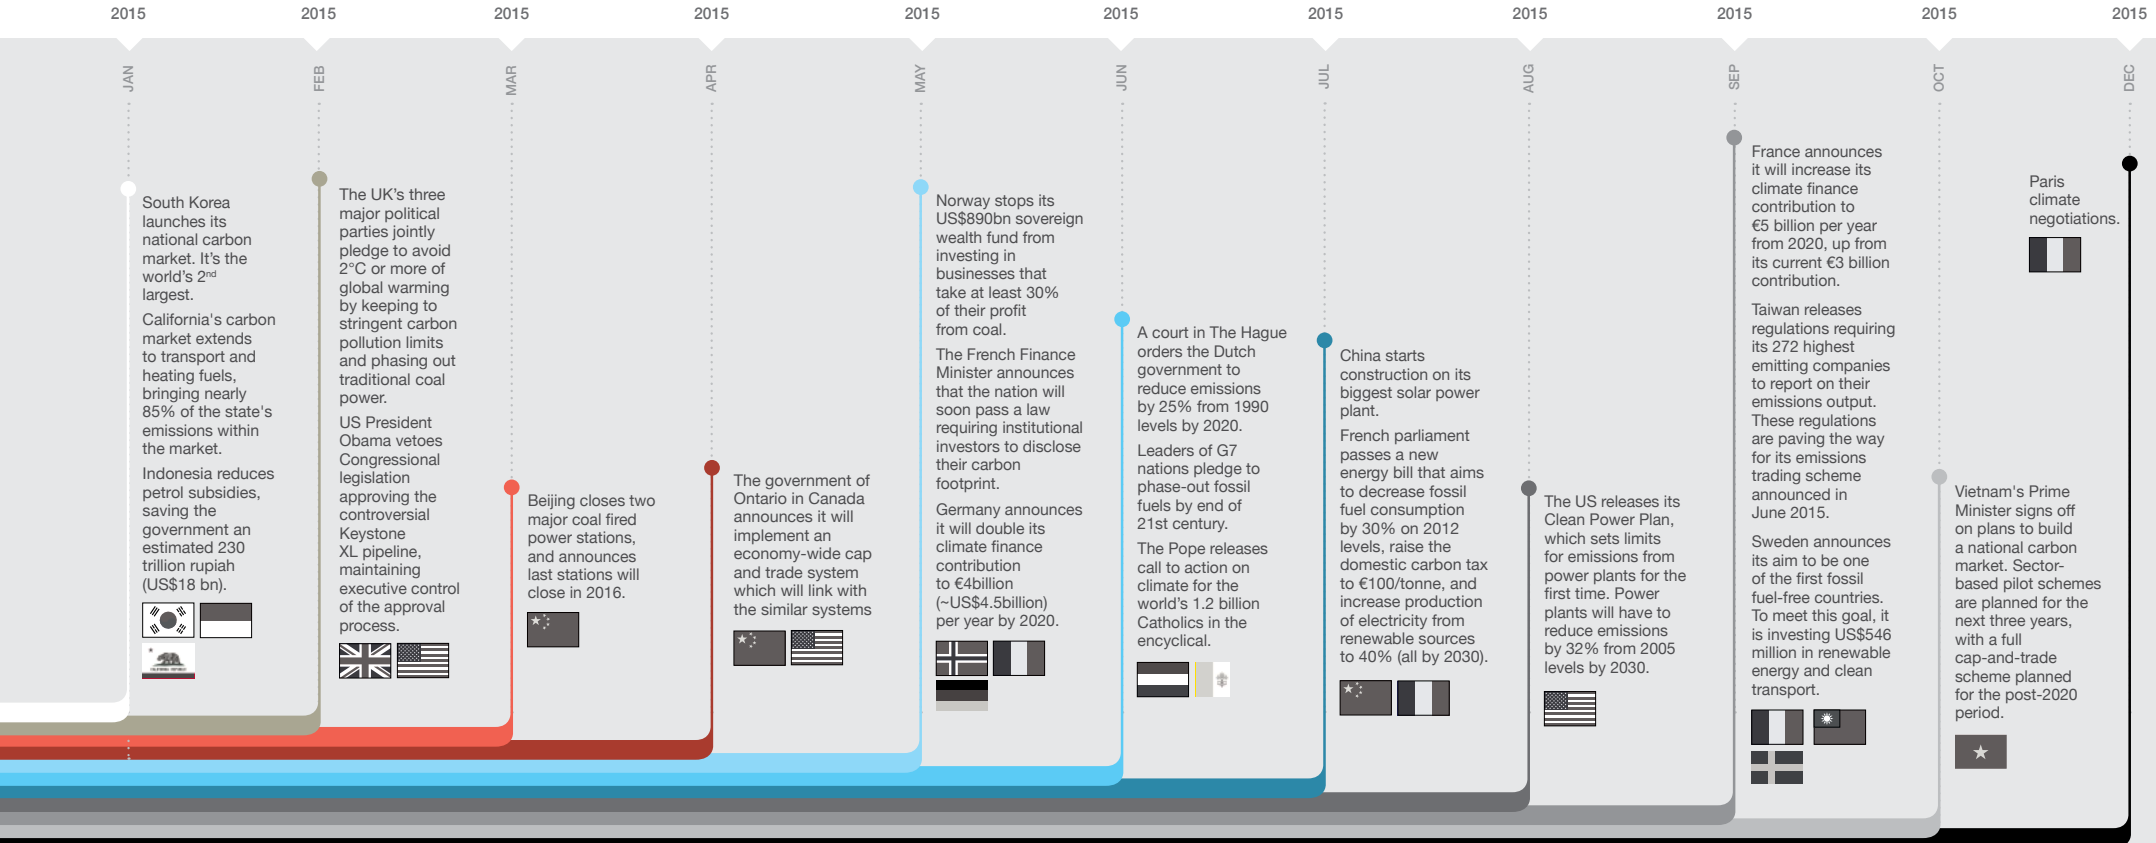 2015
2015
2015
2015
2015
2015
2015
2015
2015
2015
2015
JAN
FEB
MAR
APR
MAY
JUN
JUL
AUG
SEP
OCT
DEC
South Korea
launches its
national carbon
market. It's the
world's 2nd
largest.
California's carbon
market extends
to transport and
heating fuels,
bringing nearly
85% of the state's
emissions within
the market.
Indonesia reduces
petrol subsidies,
saving the
government an
estimated 230
trillion rupiah
(US$18 bn).
The UK's three
major political
parties jointly
pledge to avoid
2°C or more of
global warming
by keeping to
stringent carbon
pollution limits
and phasing out
traditional coal
power.
US President
Obama vetoes
Congressional
legislation
approving the
controversial
Keystone
XL pipeline,
maintaining
executive control
of the approval
process.
Beijing closes two
major coal fired
power stations,
and announces
last stations will
close in 2016.
The government of
Ontario in Canada
announces it will
implement an
economy-wide cap
and trade system
which will link with
the similar systems
Norway stops its
US$890bn sovereign
wealth fund from
investing in
businesses that
take at least 30%
of their profit
from coal.
The French Finance
Minister announces
that the nation will
soon pass a law
requiring institutional
investors to disclose
their carbon
footprint.
Germany announces
it will double its
climate finance
contribution
to €4billion
(~US$4.5billion)
per year by 2020.
A court in The Hague
orders the Dutch
government to
reduce emissions
by 25% from 1990
levels by 2020.
Leaders of G7
nations pledge to
phase-out fossil
fuels by end of
21st century.
The Pope releases
call to action on
climate for the
world's 1.2 billion
Catholics in the
encyclical.
China starts
construction on its
biggest solar power
plant.
French parliament
passes a new
energy bill that aims
to decrease fossil
fuel consumption
by 30% on 2012
levels, raise the
domestic carbon tax
to €100/tonne, and
increase production
of electricity from
renewable sources
to 40% (all by 2030).
The US releases its
Clean Power Plan,
which sets limits
for emissions from
power plants for the
first time. Power
plants will have to
reduce emissions
by 32% from 2005
levels by 2030.
France announces
it will increase its
climate finance
contribution to
€5 billion per year
from 2020, up from
its current €3 billion
contribution.
Taiwan releases
regulations requiring
its 272 highest
emitting companies
to report on their
emissions output.
These regulations
are paving the way
for its emissions
trading scheme
announced in
June 2015.
Sweden announces
its aim to be one
of the first fossil
fuel-free countries.
To meet this goal, it
is investing US$546
million in renewable
energy and clean
transport.
Vietnam's Prime
Minister signs off
on plans to build
a national carbon
market. Sector-
based pilot schemes
are planned for the
next three years,
with a full
cap-and-trade
scheme planned
for the post-2020
period.
Paris
climate
negotiations.